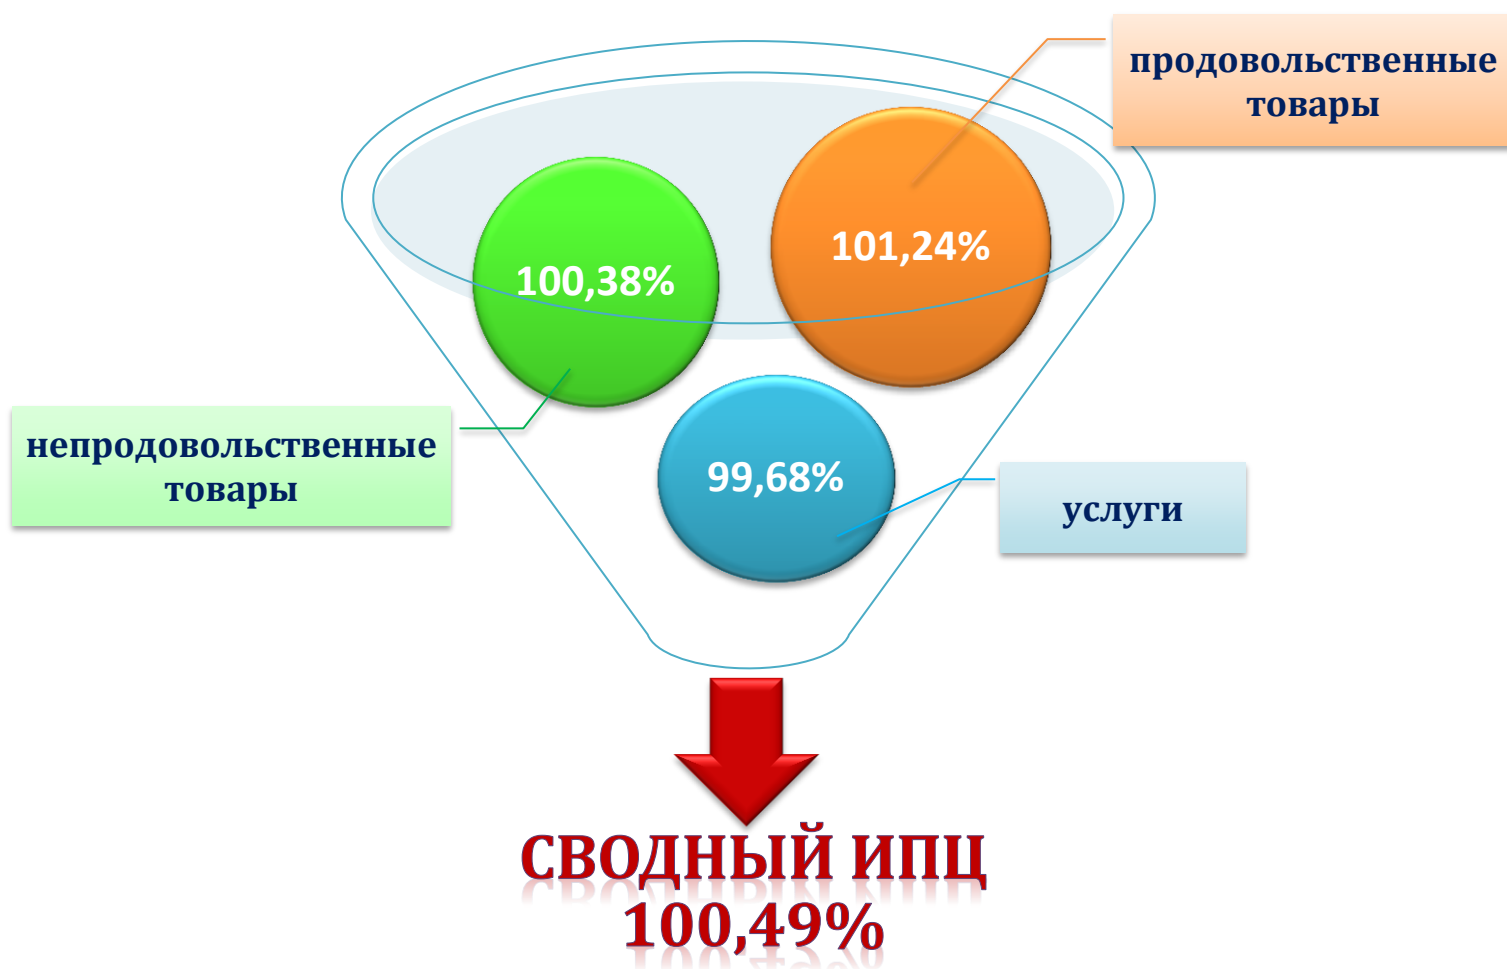 продовольственные
товары
101,24%
100,38%
непродовольственные
товары
99,68%
услуги
СВОДНЫЙ ИПЦ
100,49%